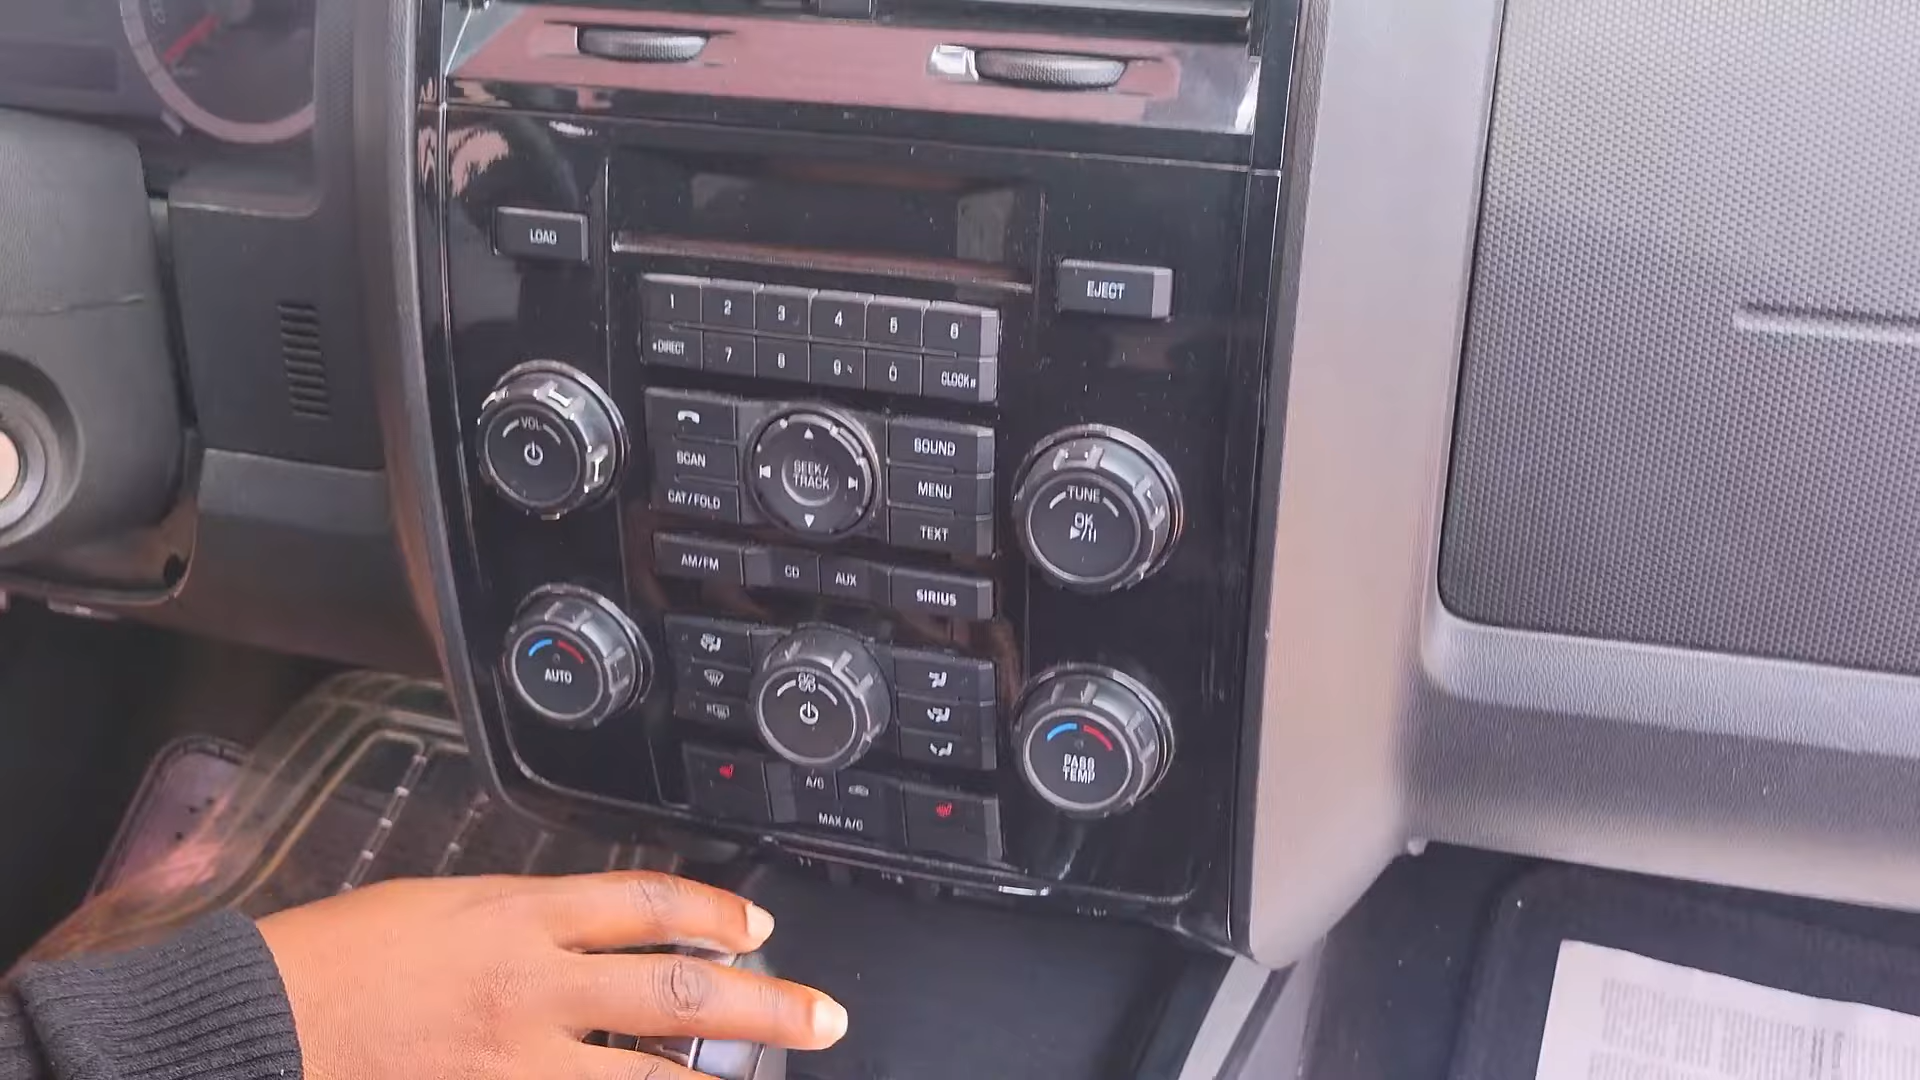 LOAD
EJECT
1 2 3 4 5 6
*DIRECT 7 8 9 0 CLOCK#
VOL
SCAN
CAT/FOLD
SEEK/
TRACK
SOUND
MENU
TEXT
TUNE
OK
AM/FM CD AUX SIRIUS
AUTO
PASS
TEMP
A/C
MAX A/C